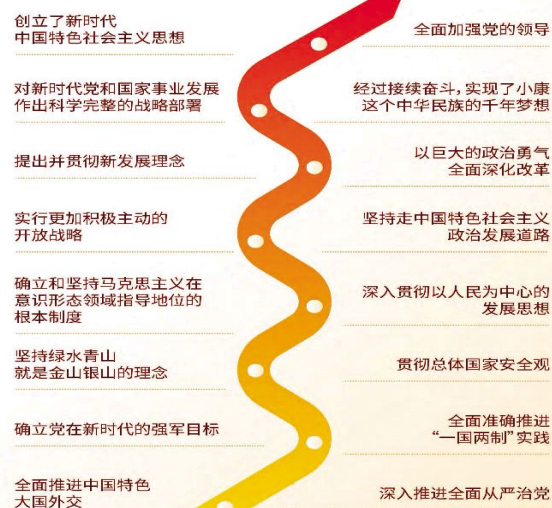 创立了新时代
中国特色社会主义思想
全面加强党的领导
对新时代党和国家事业发展
作出科学完整的战略部署
经过接续奋斗,实现了小康
这个中华民族的千年梦想
提出并贯彻新发展理念
以巨大的政治勇气
全面深化改革
实行更加积极主动的
开放战略
坚持走中国特色社会主义
政治发展道路
确立和坚持马克思主义在
意识形态领域指导地位的
根本制度
深入贯彻以人民为中心的
发展思想
坚持绿水青山
就是金山银山的理念
贯彻总体国家安全观
确立党在新时代的强军目标
全面准确推进
“一国两制”实践
全面推进中国特色
大国外交
深入推进全面从严治党